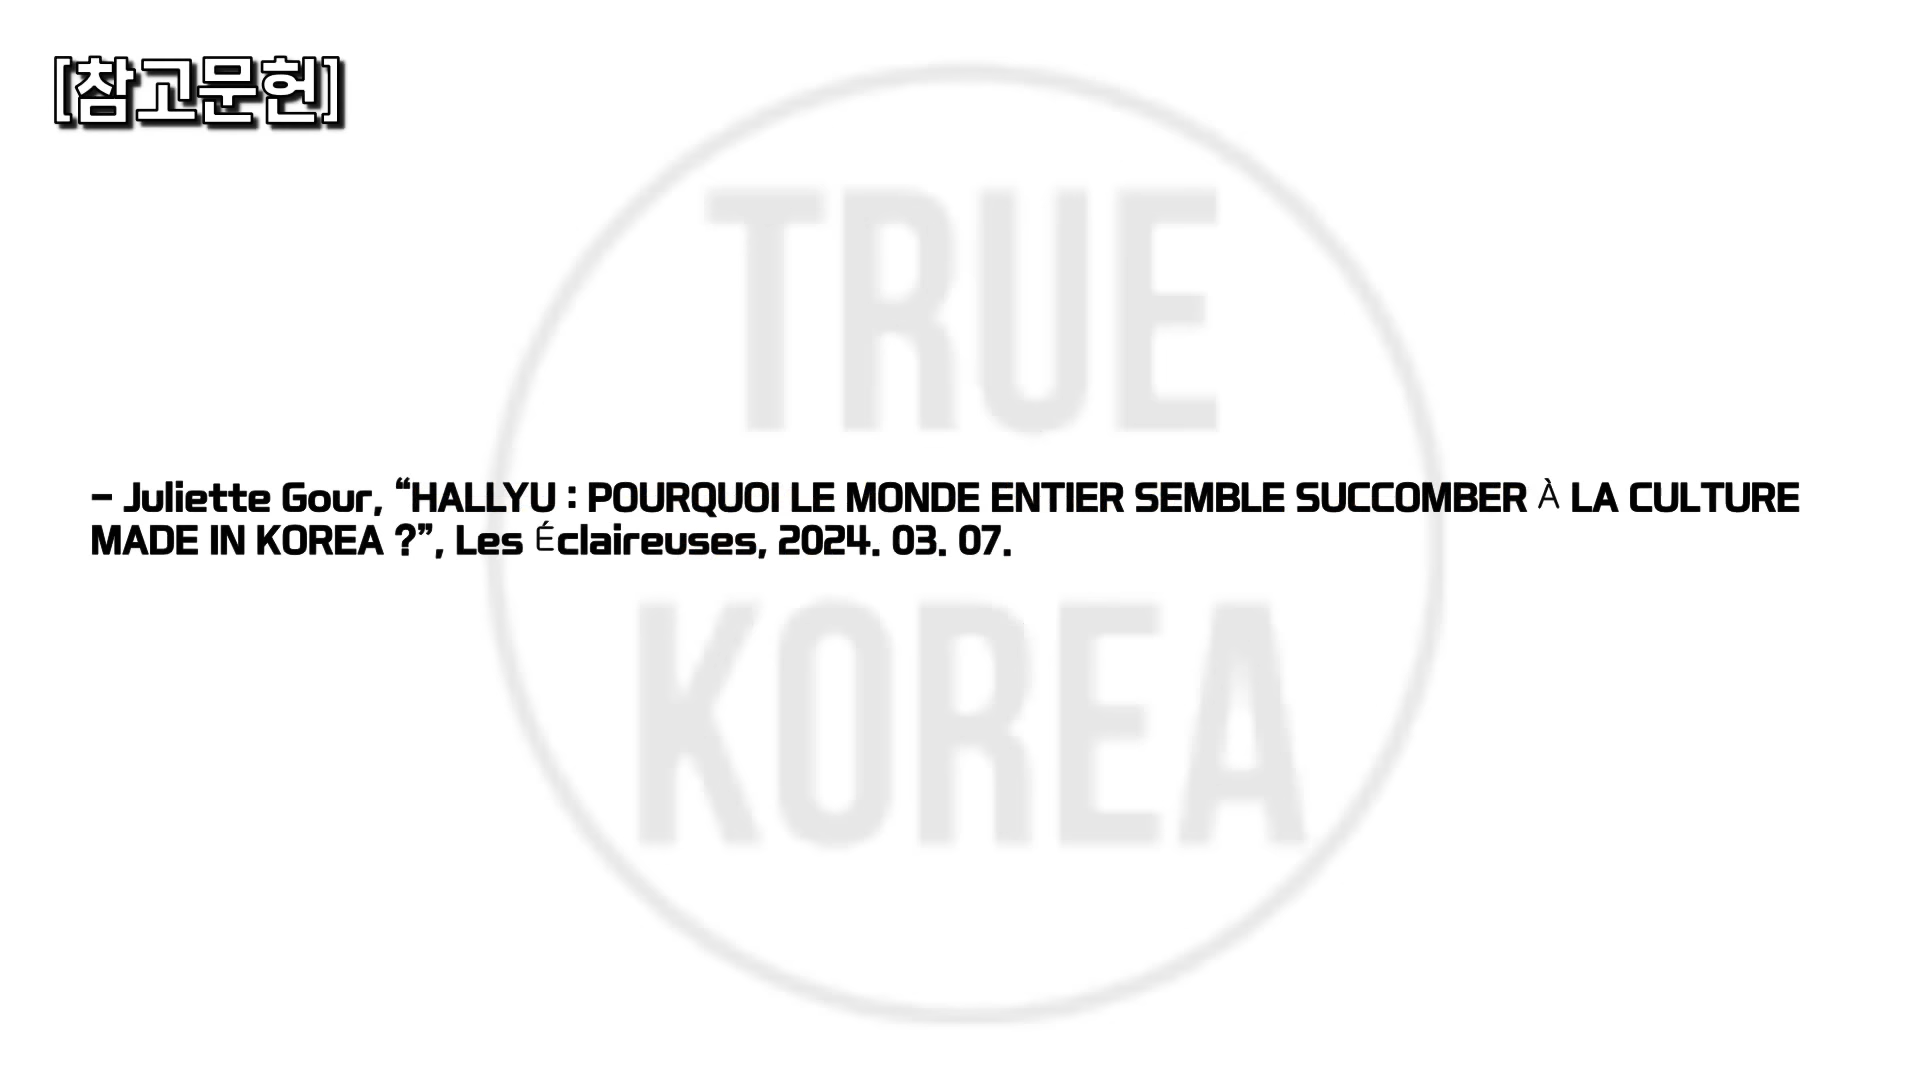 [참고문헌]
TRUE
– Juliette Gour, “HALLYU : POURQUOI LE MONDE ENTIER SEMBLE SUCCOMBER À LA CULTURE
MADE IN KOREA ?”, Les Éclaireuses, 2024. 03. 07.
KOREA